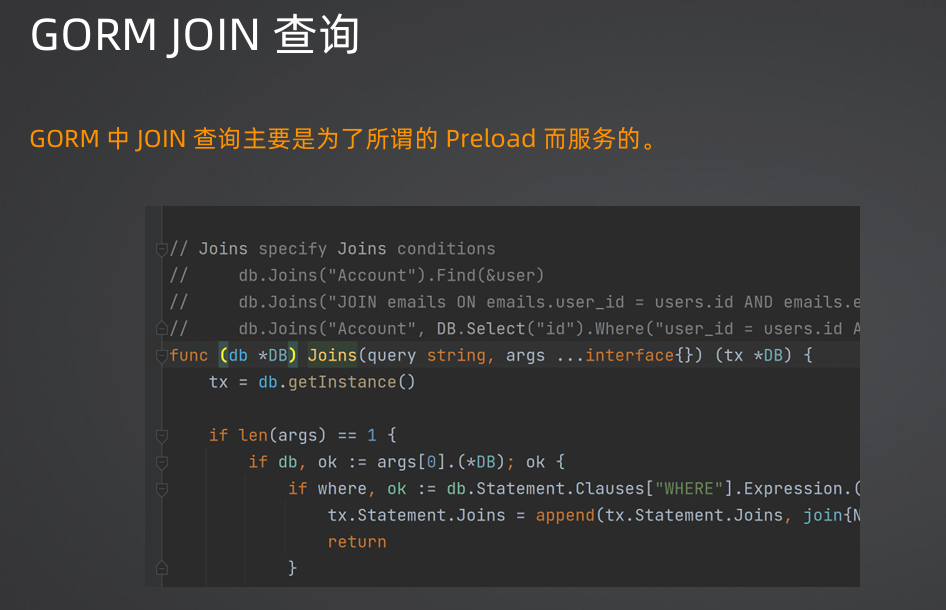 GORM JOIN 查询
GORM 中 JOIN 查询主要是为了所谓的 Preload 而服务的。
// Joins specify Joins conditions
//     db.Joins("Account").Find(&user)
//     db.Joins("JOIN emails ON emails.user_id = users.id AND emails.e
//     db.Joins("Account", DB.Select("id").Where("user_id = users.id A
func (db *DB) Joins(query string, args ...interface{}) (tx *DB) {
    tx = db.getInstance()
    if len(args) == 1 {
        if db, ok := args[0].(*DB); ok {
            if where, ok := db.Statement.Clauses["WHERE"].Expression.(
                tx.Statement.Joins = append(tx.Statement.Joins, join{N
                return
            }